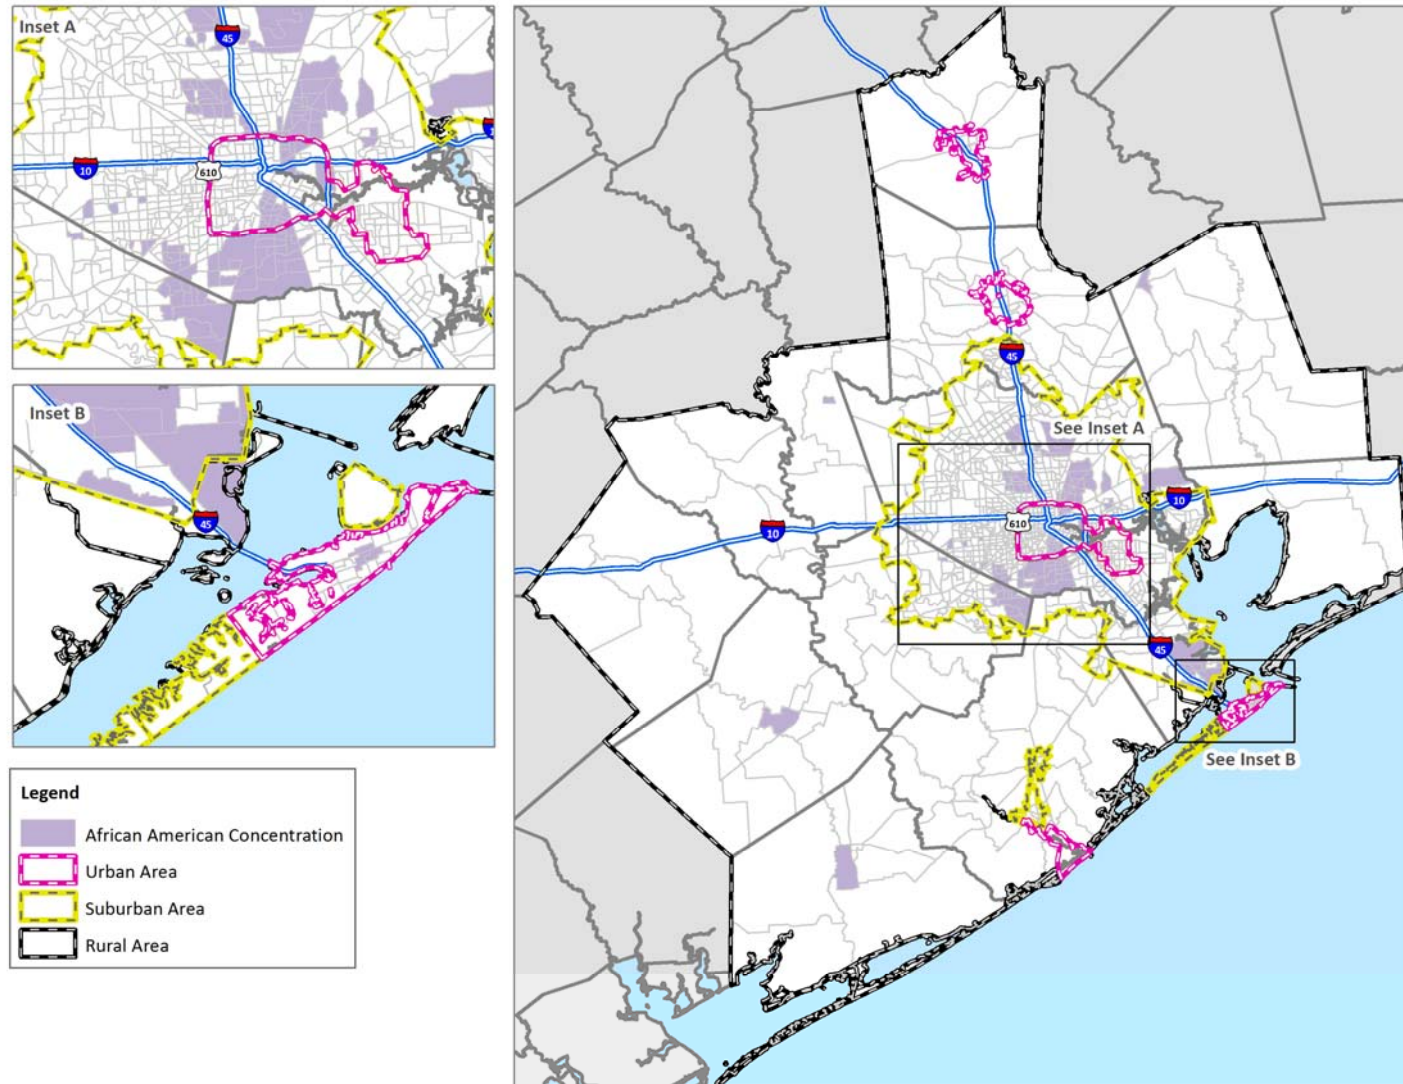 Inset A
45
10
610
1
Inset B
45
Legend
African American Concentration
Urban Area
Suburban Area
Rural Area
45
See Inset A
10
610
10
45
See Inset B